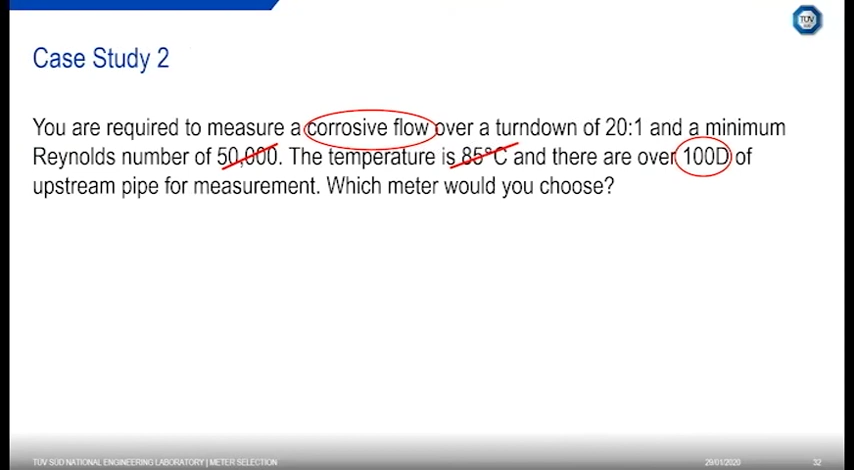 TÜV
SÜD
Case Study 2
You are required to measure a corrosive flow over a turndown of 20:1 and a minimum
Reynolds number of 50,000. The temperature is 85°C and there are over 100D of
upstream pipe for measurement. Which meter would you choose?
TÜV SÜD NATIONAL ENGINEERING LABORATORY | METER SELECTION
29/01/2020
32